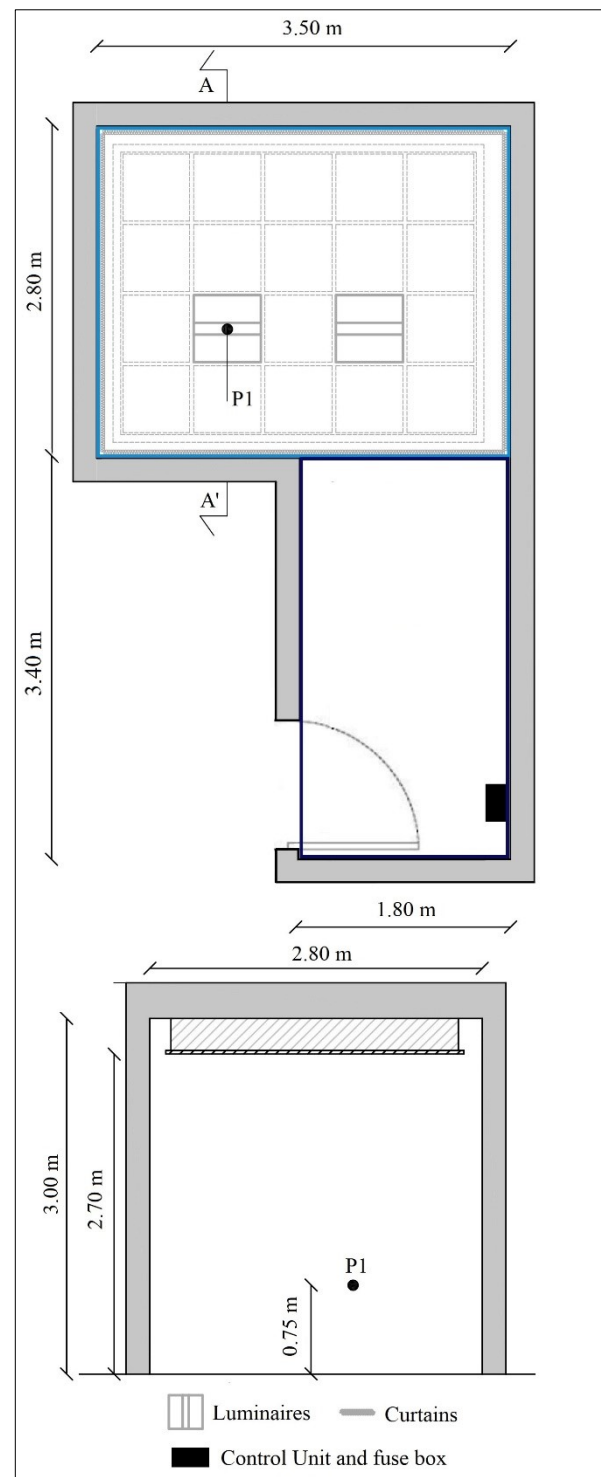 3.50 m
A
2.80 m
P1
A'
3.40 m
1.80 m
2.80 m
3.00 m
2.70 m
P1
0.75 m
Luminaires
Curtains
Control Unit and fuse box